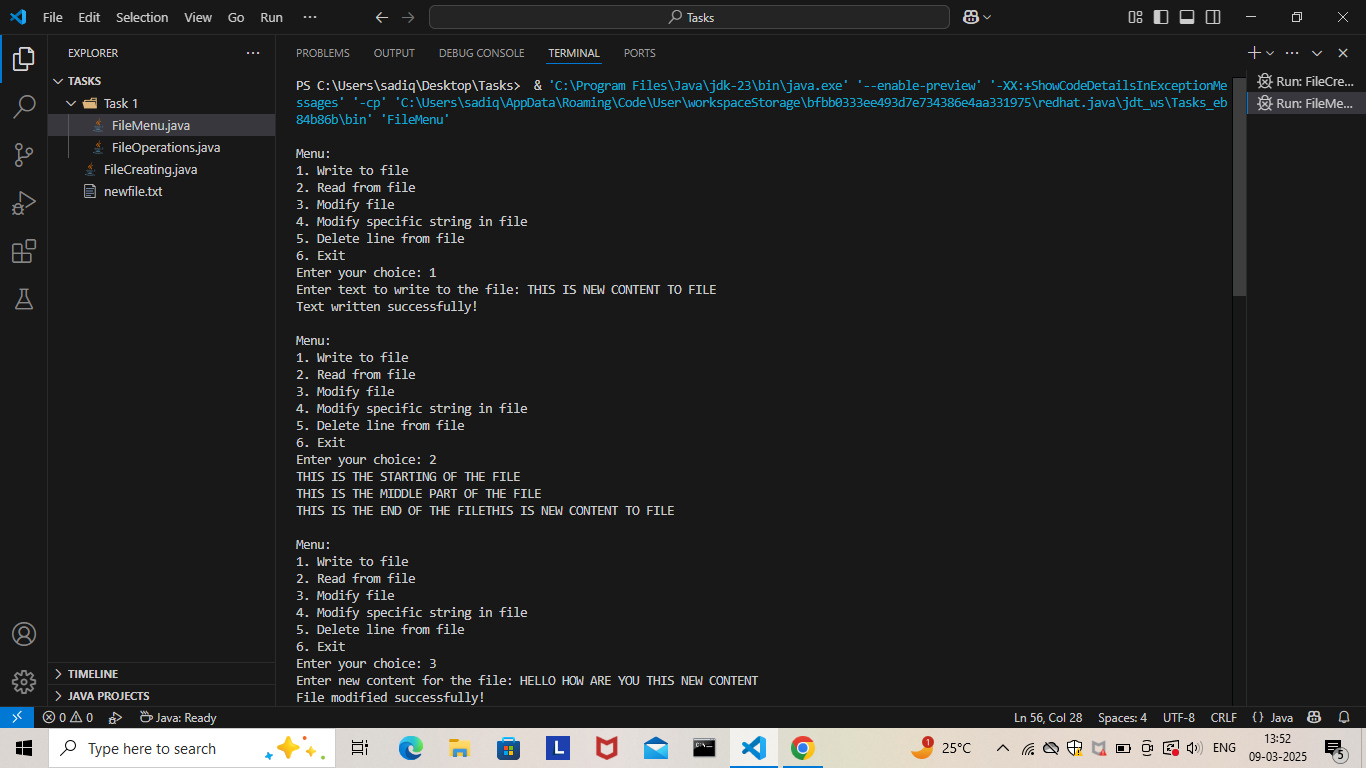 File Edit Selection View Go Run ··· Tasks
EXPLORER ···
TASKS
Task 1
FileMenu.java
FileOperations.java
FileCreating.java
newfile.txt
TIMELINE
JAVA PROJECTS
PROBLEMS OUTPUT DEBUG CONSOLE TERMINAL PORTS
PS C:\Users\sadiq\Desktop\Tasks>  & 'C:\Program Files\Java\jdk-23\bin\java.exe' '--enable-preview' '-XX:+ShowCodeDetailsInExceptionMe
ssages' '-cp' 'C:\Users\sadiq\AppData\Roaming\Code\User\workspaceStorage\bfbb0333ee493d7e734386e4aa331975\redhat.java\jdt_ws\Tasks_eb
84b86b\bin' 'FileMenu'
Menu:
1. Write to file
2. Read from file
3. Modify file
4. Modify specific string in file
5. Delete line from file
6. Exit
Enter your choice: 1
Enter text to write to the file: THIS IS NEW CONTENT TO FILE
Text written successfully!
Menu:
1. Write to file
2. Read from file
3. Modify file
4. Modify specific string in file
5. Delete line from file
6. Exit
Enter your choice: 2
THIS IS THE STARTING OF THE FILE
THIS IS THE MIDDLE PART OF THE FILE
THIS IS THE END OF THE FILETHIS IS NEW CONTENT TO FILE
Menu:
1. Write to file
2. Read from file
3. Modify file
4. Modify specific string in file
5. Delete line from file
6. Exit
Enter your choice: 3
Enter new content for the file: HELLO HOW ARE YOU THIS NEW CONTENT
File modified successfully!
Run: FileCre...
Run: FileMe...
0 0 Java: Ready Ln 56, Col 28 Spaces: 4 UTF-8 CRLF {} Java
Type here to search L 1 25°C ENG 13:52
09-03-2025 5